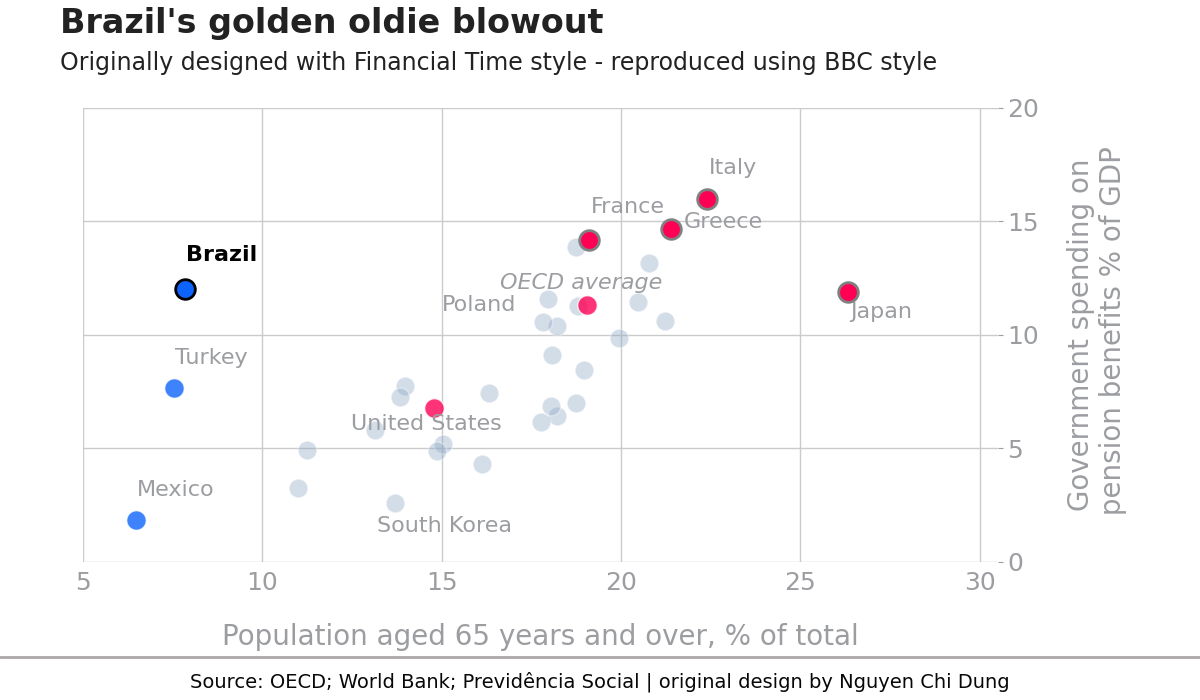 Brazil's golden oldie blowout
Originally designed with Financial Time style - reproduced using BBC style
20
Italy
France
15
Greece
Brazil
OECD average
Poland
Japan
10
Turkey
United States
5
Mexico
South Korea
0
5 10 15 20 25 30
Government spending on
pension benefits % of GDP
Population aged 65 years and over, % of total
Source: OECD; World Bank; Previdência Social | original design by Nguyen Chi Dung